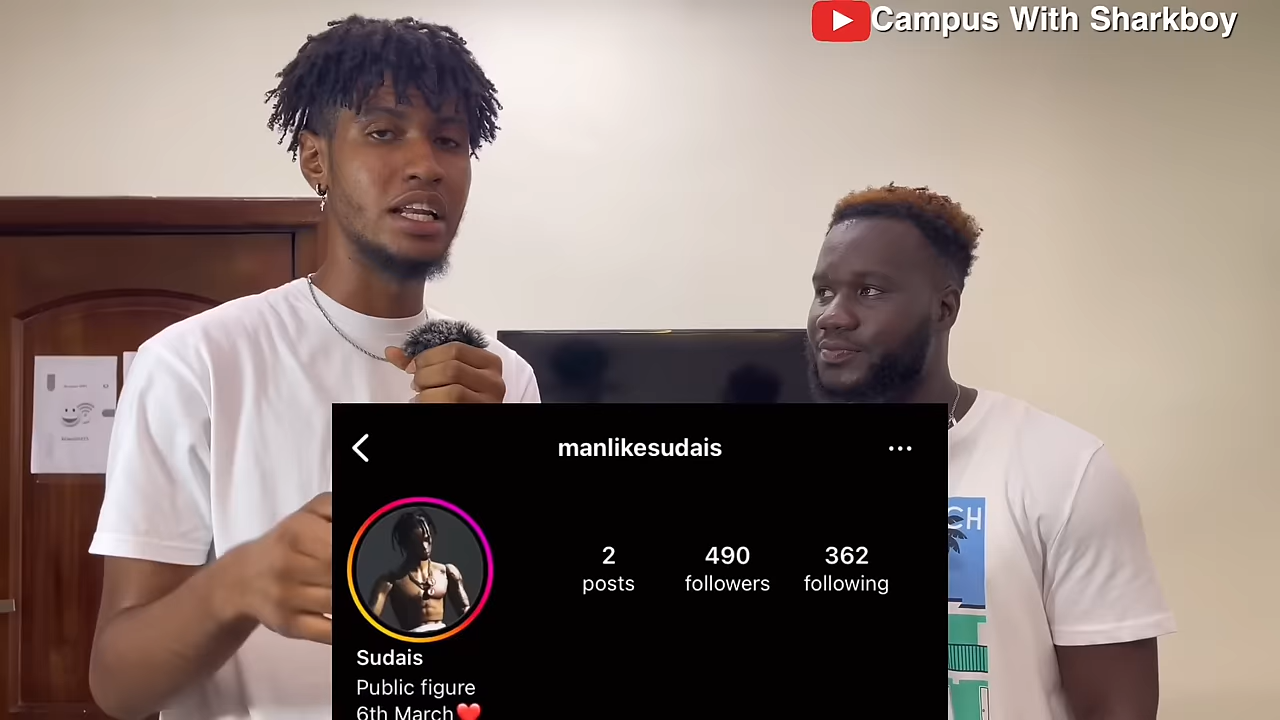 Campus With Sharkboy
manlikesudais
2 490 362
posts followers following
Sudais
Public figure
6th March❤️
CH